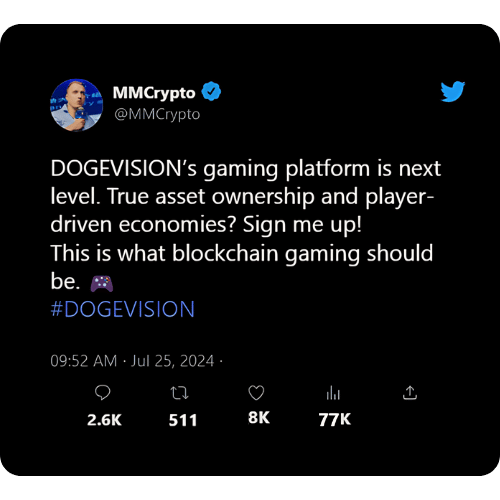 MMCrypto
@MMCrypto
DOGEVISION’s gaming platform is next
level. True asset ownership and player-
driven economies? Sign me up!
This is what blockchain gaming should
be. 🎮
#DOGEVISION
09:52 AM · Jul 25, 2024 ·
2.6K 511 8K 77K